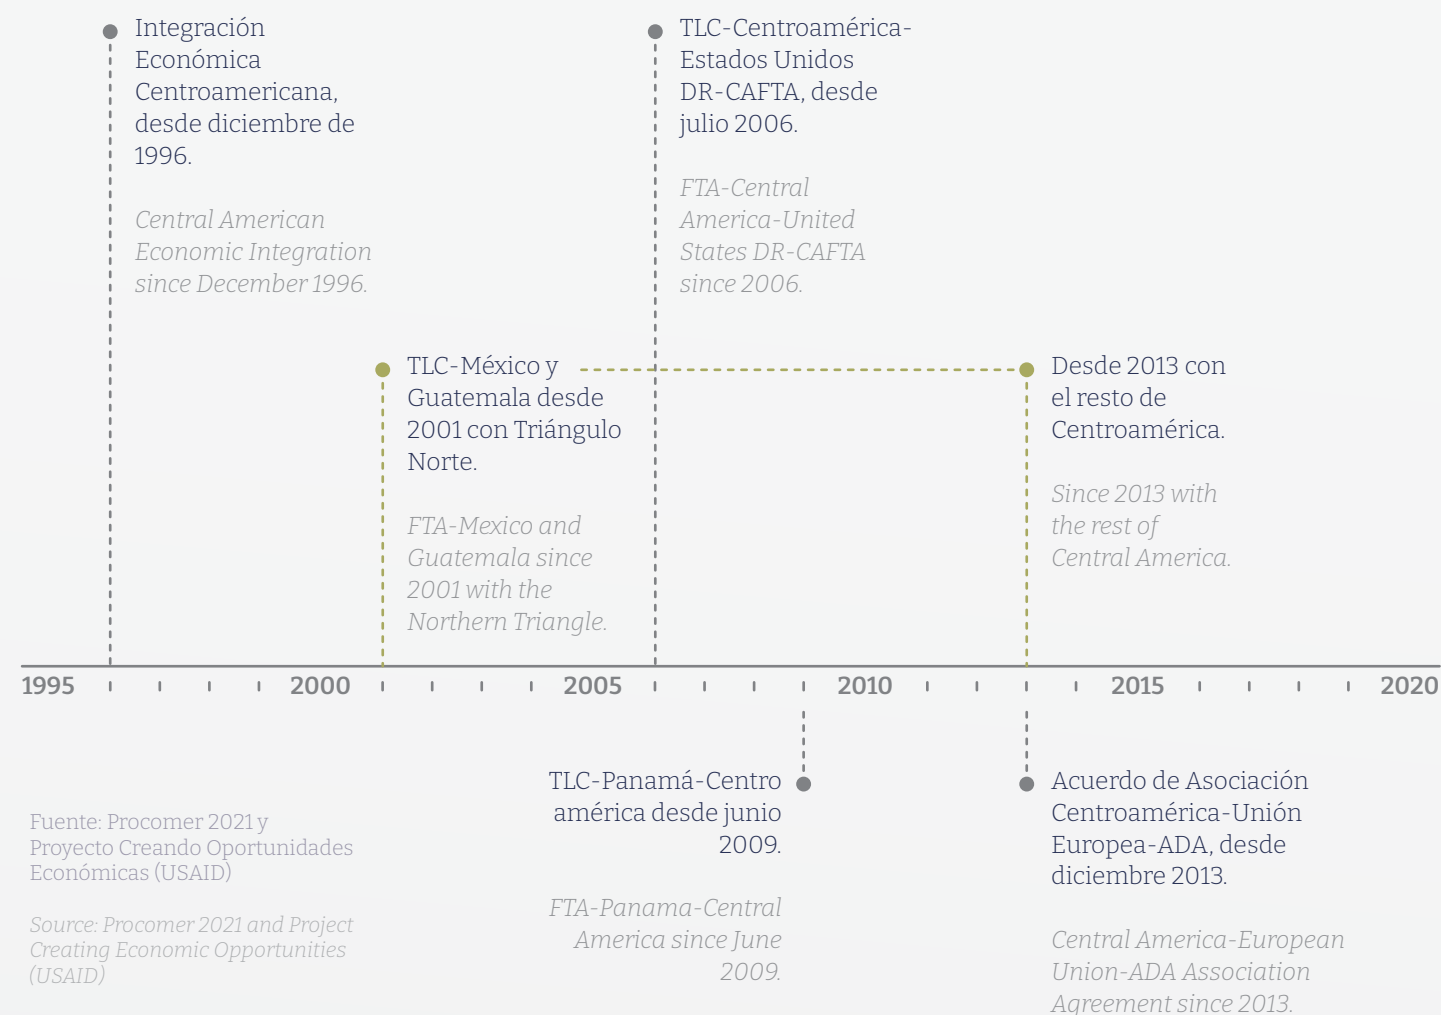 Integración
Económica
Centroamericana,
desde diciembre de
1996.
Central American
Economic Integration
since December 1996.
TLC-Centroamérica-
Estados Unidos
DR-CAFTA, desde
julio 2006.
FTA-Central
America-United
States DR-CAFTA
since 2006.
TLC-México y
Guatemala desde
2001 con Triángulo
Norte.
FTA-Mexico and
Guatemala since
2001 with the
Northern Triangle.
Desde 2013 con
el resto de
Centroamérica.
Since 2013 with
the rest of
Central America.
1995 2000 2005 2010 2015 2020
TLC-Panamá-Centro
américa desde junio
2009.
FTA-Panama-Central
America since June
2009.
Acuerdo de Asociación
Centroamérica-Unión
Europea-ADA, desde
diciembre 2013.
Central America-European
Union-ADA Association
Agreement since 2013.
Fuente: Procomer 2021 y
Proyecto Creando Oportunidades
Económicas (USAID)
Source: Procomer 2021 and Project
Creating Economic Opportunities
(USAID)